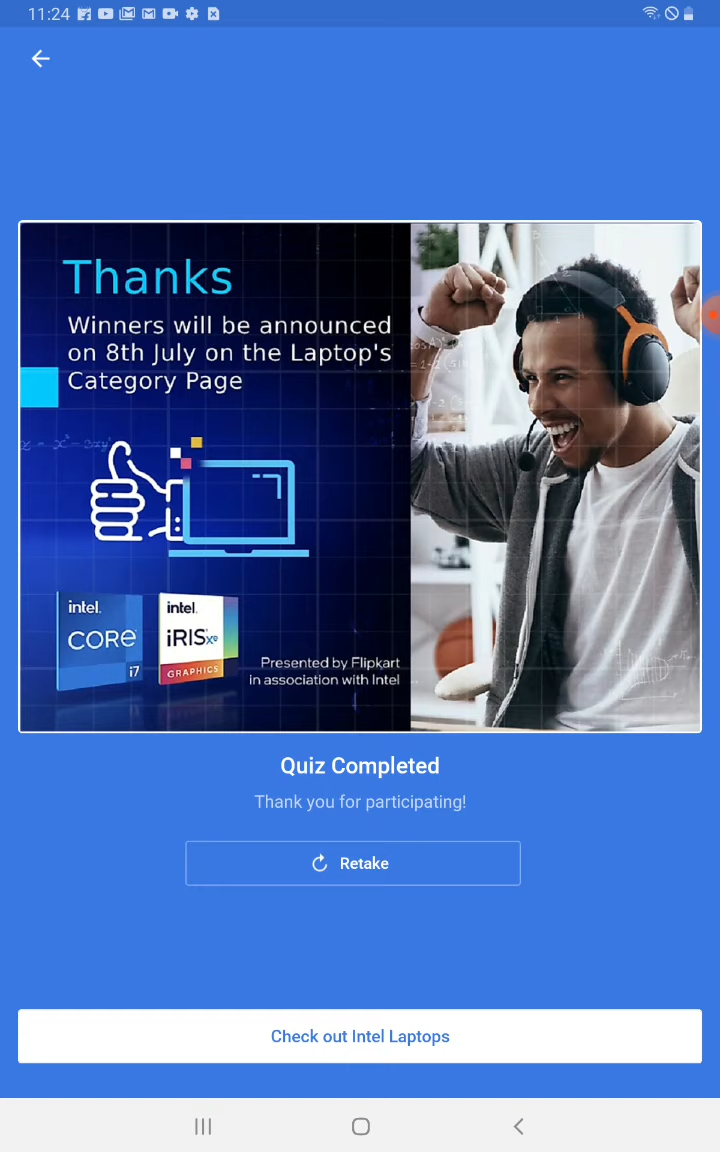 11:24
Thanks
Winners will be announced
on 8th July on the Laptop's
Category Page
intel.
CORE
i7
intel.
iRISxe
GRAPHICS
Presented by Flipkart
in association with Intel
Quiz Completed
Thank you for participating!
Retake
Check out Intel Laptops